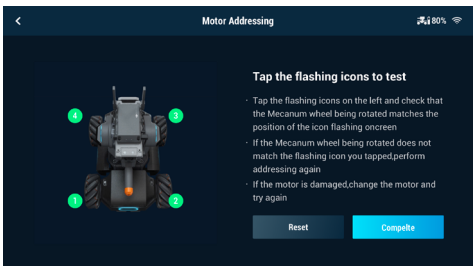 Motor Addressing
80%
Tap the flashing icons to test
· Tap the flashing icons on the left and check that
the Mecanum wheel being rotated matches the
position of the icon flashing oncreen
· If the Mecanum wheel being rotated does not
match the flashing icon you tapped,perform
addressing again
· If the motor is damaged,change the motor and
try again
4
3
1
2
Reset
Compelte